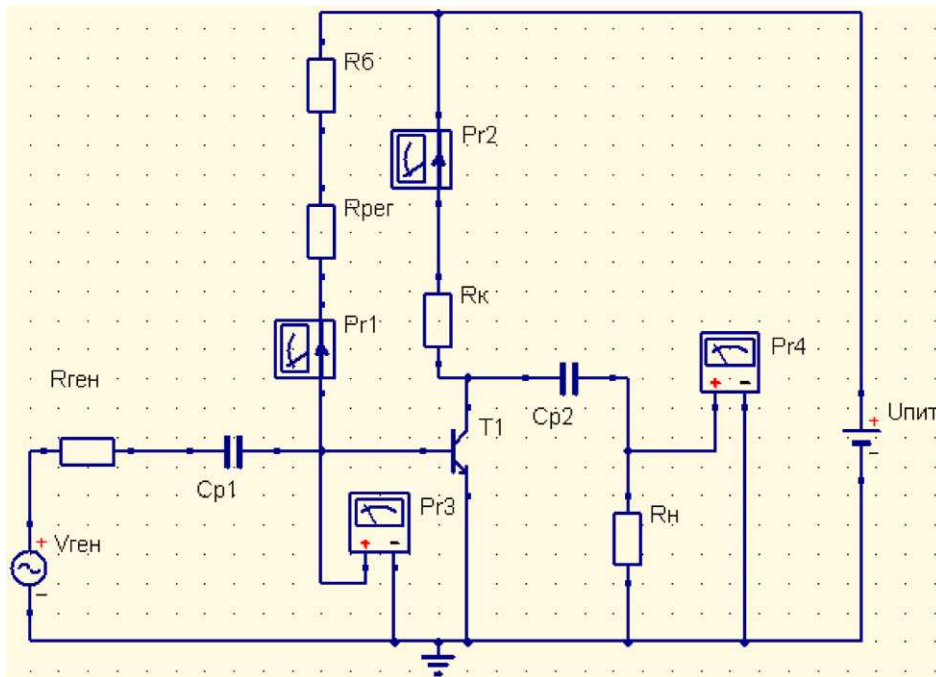 Rб
Pr2
Rрег
Rк
Pr1
Pr4
Rген
Uпит
T1
Cp2
Cp1
Pr3
Rн
Vген